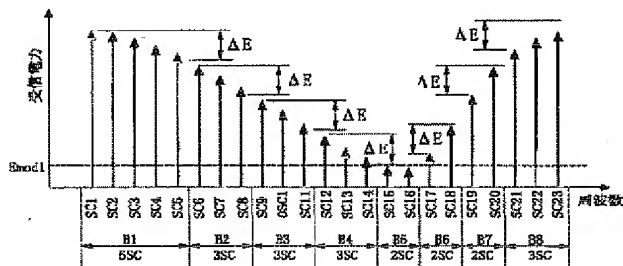 受信電力
ΔE
ΔE
ΔE
ΔE
ΔE
ΔE
ΔE
Emod1
周波数
SC1
SC2
SC3
SC4
SC5
SC6
SC7
SC8
SC9
OSC1
SC11
SC12
SC13
SC14
SC15
SC16
SC17
SC18
SC19
SC20
SC21
SC22
SC23
B1
B2
B3
B4
B5
B6
B7
B8
5SC
3SC
3SC
3SC
2SC
2SC
2SC
3SC